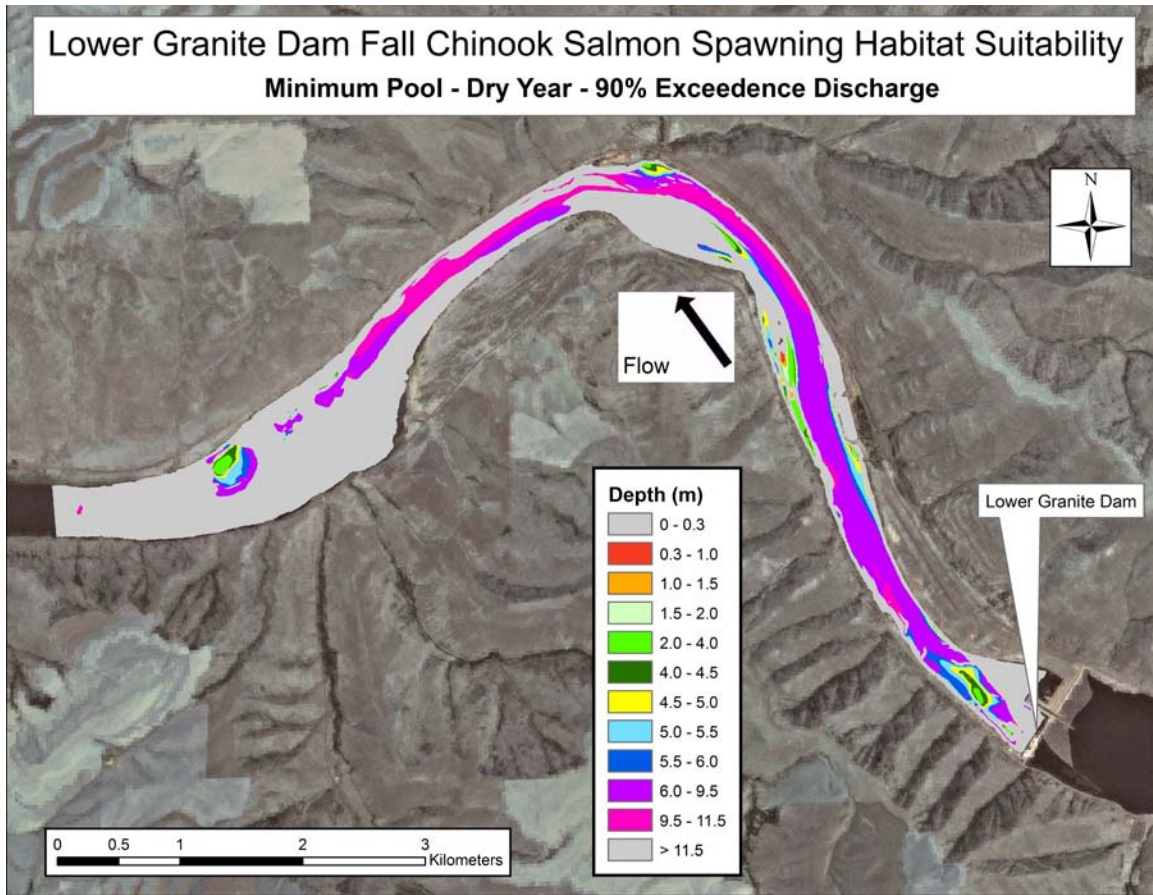 Lower Granite Dam Fall Chinook Salmon Spawning Habitat Suitability
Minimum Pool - Dry Year - 90% Exceedence Discharge
N
Flow
Lower Granite Dam
Depth (m)
0 - 0.3
0.3 - 1.0
1.0 - 1.5
1.5 - 2.0
2.0 - 4.0
4.0 - 4.5
4.5 - 5.0
5.0 - 5.5
5.5 - 6.0
6.0 - 9.5
9.5 - 11.5
> 11.5
0 0.5 1 2 3
Kilometers